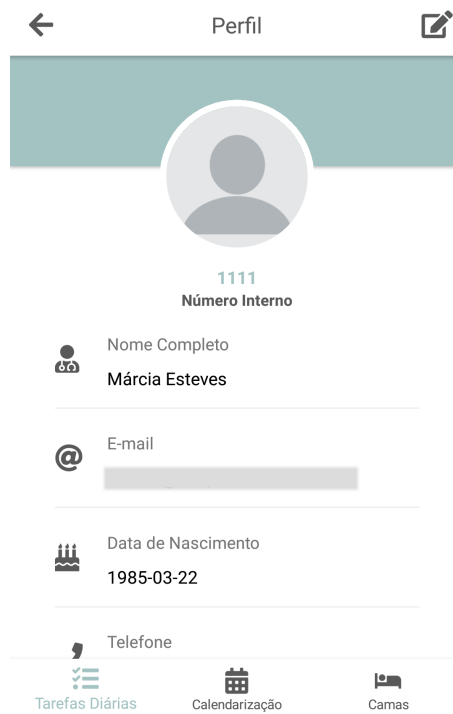 Perfil
1111
Número Interno
Nome Completo
Márcia Esteves
E-mail
Data de Nascimento
1985-03-22
Telefone
Tarefas Diárias
Calendarização
Camas